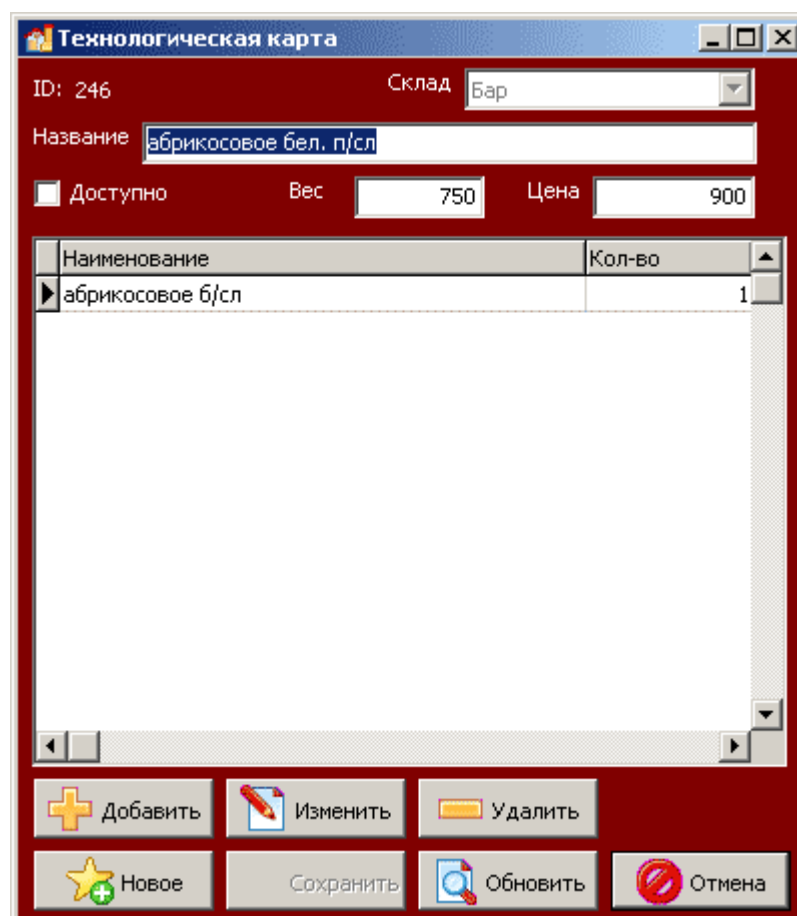 Технологическая карта
ID: 246 Склад Бар
Название абрикосовое бел. п/сл
Доступно Вес 750 Цена 900
Наименование Кол-во
абрикосовое б/сл 1
Добавить Изменить Удалить
Новое Сохранить Обновить Отмена